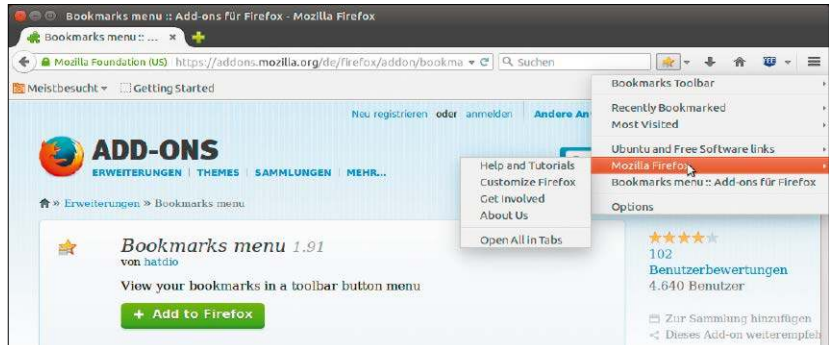 Bookmarks menu :: Add-ons für Firefox - Mozilla Firefox
Bookmarks menu :: ...
Mozilla Foundation (US) https://addons.mozilla.org/de/firefox/addon/bookma
Suchen
Meistbesucht
Getting Started
Neu registrieren oder anmelden Andere An
ADD-ONS
ERWEITERUNGEN THEMES SAMMLUNGEN MEHR...
Erweiterungen » Bookmarks menu
Bookmarks menu 1.91
von hatdio
View your bookmarks in a toolbar button menu
+ Add to Firefox
Bookmarks Toolbar
Recently Bookmarked
Most Visited
Ubuntu and Free Software links
Mozilla Firefox
Bookmarks menu :: Add-ons für Firefox
Options
Help and Tutorials
Customize Firefox
Get Involved
About Us
Open All in Tabs
102
Benutzerbewertungen
4.640 Benutzer
Zur Sammlung hinzufügen
Dieses Add-on weiterempfeh